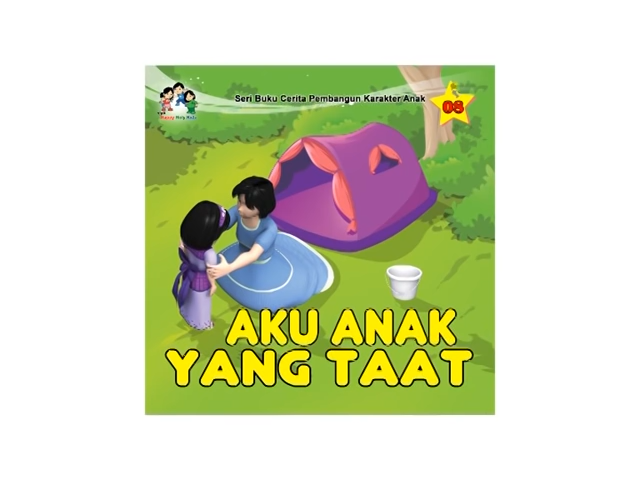 Seri Buku Cerita Pembangun Karakter Anak
08
AKU ANAK
YANG TAAT